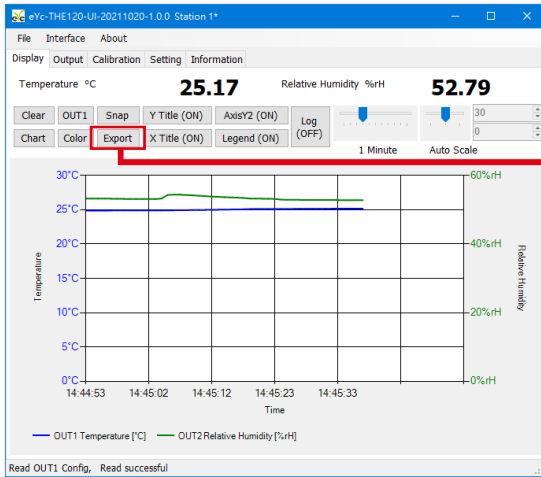 eYc-THE120-UI-20211020-1.0.0 Station 1*
File Interface About
Display Output Calibration Setting Information
Temperature °C 25.17 Relative Humidity %rH 52.79
Clear OUT1 Snap Y Title (ON) AxisY2 (ON) Log (OFF) 30
Chart Color Export X Title (ON) Legend (ON) 0
1 Minute Auto Scale
30°C 60%rH
25°C
20°C 40%rH
15°C
10°C 20%rH
5°C
0°C 0%rH
Temperature
Relative Humidity
14:44:53 14:45:02 14:45:12 14:45:23 14:45:33
Time
OUT1 Temperature [°C] OUT2 Relative Humidity [%rH]
Read OUT1 Config, Read successful